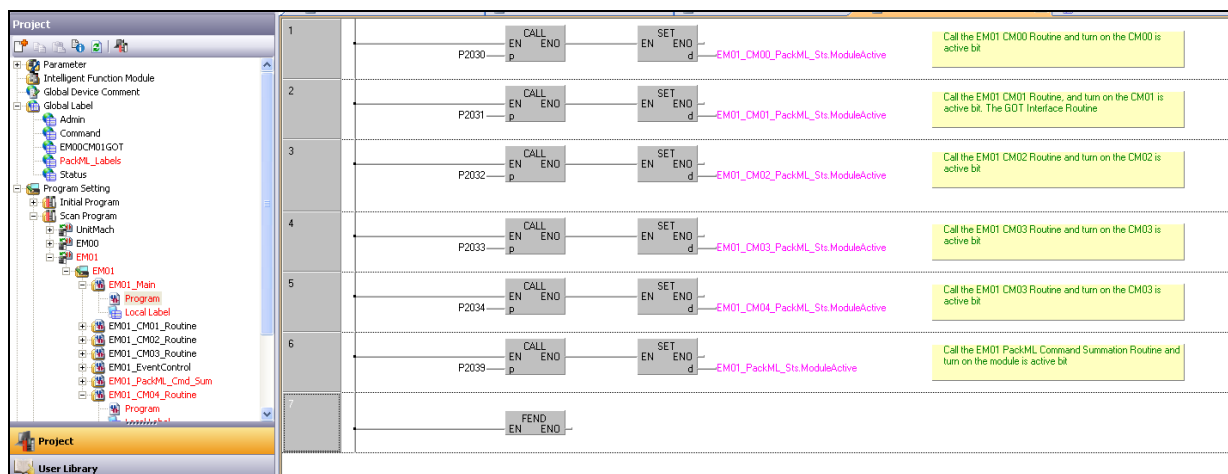 Project
Parameter
Intelligent Function Module
Global Device Comment
Global Label
Admin
Command
EM00CM01GOT
PackML_Labels
Status
Program Setting
Initial Program
Scan Program
UnitMach
EM00
EM01
EM01
EM01_Main
Program
Local Label
EM01_CM01_Routine
EM01_CM02_Routine
EM01_CM03_Routine
EM01_EventControl
EM01_PackML_Cmd_Sum
EM01_CM04_Routine
Program
Local Label
Project
User Library
1
CALL
EN ENO
P2030
p
SET
EN ENO
d
EM01_CM00_PackML_Sts.ModuleActive
Call the EM01 CM00 Routine and turn on the CM00 is
active bit
2
CALL
EN ENO
P2031
p
SET
EN ENO
d
EM01_CM01_PackML_Sts.ModuleActive
Call the EM01 CM01 Routine, and turn on the CM01 is
active bit. The GOT Interface Routine
3
CALL
EN ENO
P2032
p
SET
EN ENO
d
EM01_CM02_PackML_Sts.ModuleActive
Call the EM01 CM02 Routine and turn on the CM02 is
active bit
4
CALL
EN ENO
P2033
p
SET
EN ENO
d
EM01_CM03_PackML_Sts.ModuleActive
Call the EM01 CM03 Routine and turn on the CM03 is
active bit
5
CALL
EN ENO
P2034
p
SET
EN ENO
d
EM01_CM04_PackML_Sts.ModuleActive
Call the EM01 CM03 Routine and turn on the CM03 is
active bit
6
CALL
EN ENO
P2039
p
SET
EN ENO
d
EM01_PackML_Sts.ModuleActive
Call the EM01 PackML Command Summation Routine and
turn on the module is active bit
7
FEND
EN ENO